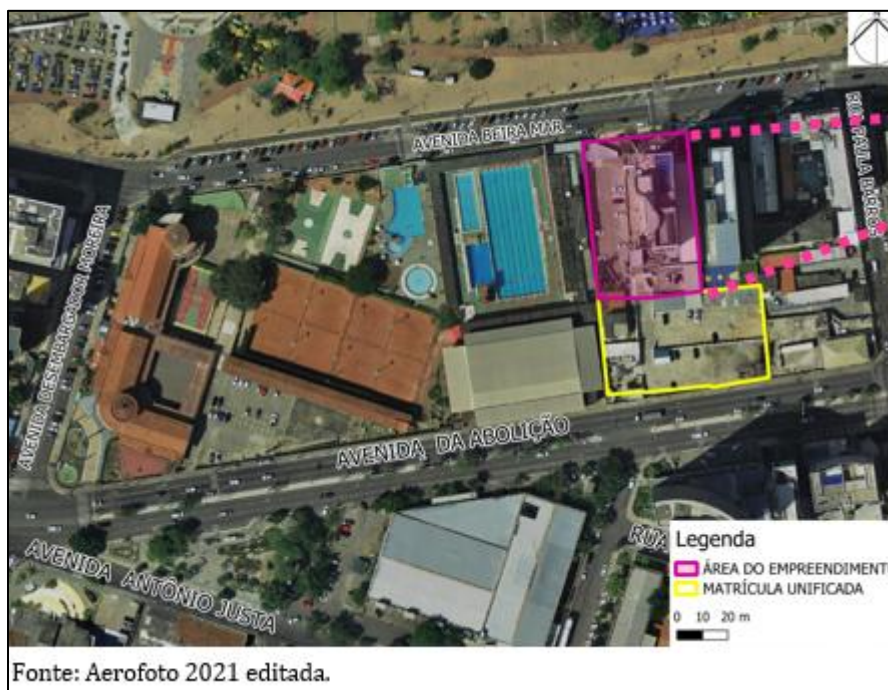 AVENIDA BEIRA MAR
RUA PAULA BARROS
AVENIDA DESEMBARGADOR MOREIRA
AVENIDA DA ABOLIÇÃO
AVENIDA ANTÔNIO JUSTA
RUA
Legenda
ÁREA DO EMPREENDIMENT
MATRÍCULA UNIFICADA
0 10 20 m
Fonte: Aerofoto 2021 editada.